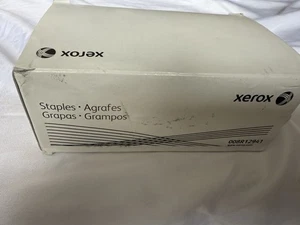 xerox
Staples • Agrafes
Grapas • Grampos
xerox
008R12941